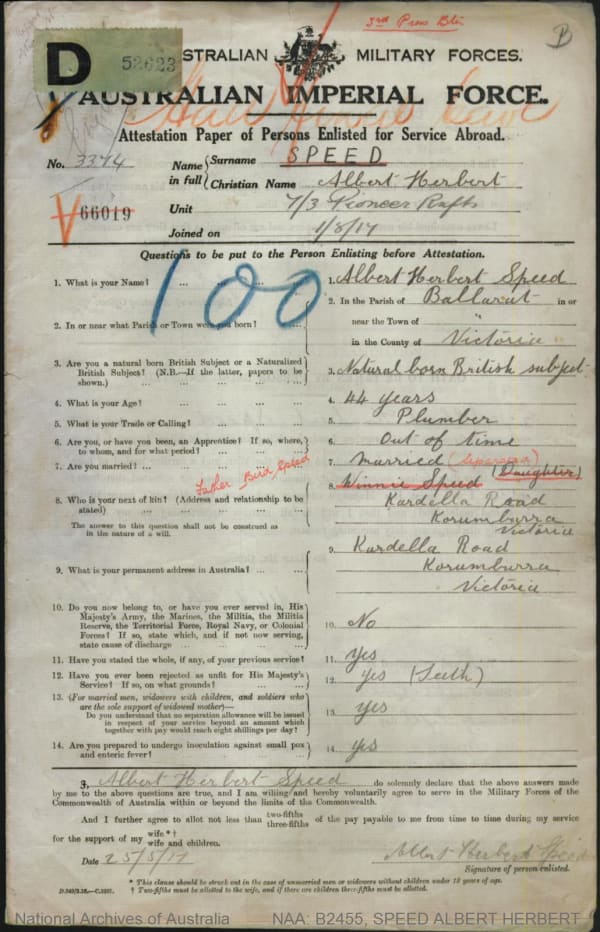 3rd Pnrs Btn
D 52623
B
AUSTRALIAN MILITARY FORCES.
AUSTRALIAN IMPERIAL FORCE.
Attestation Paper of Persons Enlisted for Service Abroad.
No. 3374 Name in full { Surname SPEED
Christian Name Albert Herbert
66019 Unit 7/3 Pioneer Rafts
Joined on 1/8/17
Questions to be put to the Person Enlisting before Attestation.
100
1. What is your Name? ... ... ... 1. Albert Herbert Speed
2. In or near what Parish or Town were you born? ... 2. In the Parish of Ballarat in or
near the Town of "
in the County of Victoria
3. Are you a natural born British Subject or a Naturalized
British Subject? (N.B.—If the latter, papers to be
shown.) ... ... ... ... 3. Natural born British subject
4. What is your Age? ... ... ... 4. 44 years
5. What is your Trade or Calling? ... ... 5. Plumber
6. Are you, or have you been, an Apprentice? If so, where,
to whom, and for what period? ... ... 6. Out of time
7. Are you married? ... ... ... 7. Married (Seperated)
Father Bird Speed
8. Who is your next of kin? (Address and relationship to be
stated) ... ... ... 8. Winnie Speed (Daughter)
Kardella Road
Korumburra
Victoria
The answer to this question shall not be construed as
in the nature of a will.
9. What is your permanent address in Australia? ... ... 9. Kardella Road
Korumburra
Victoria
10. Do you now belong to, or have you ever served in, His
Majesty's Army, the Marines, the Militia, the Militia
Reserve, the Territorial Force, Royal Navy, or Colonial
Forces? If so, state which, and if not now serving,
state cause of discharge ... ... ... 10. No
11. Have you stated the whole, if any, of your previous service? 11. Yes
12. Have you ever been rejected as unfit for His Majesty's
Service? If so, on what grounds? ... ... 12. yes (Teeth)
13. (For married men, widowers with children, and soldiers who
are the sole support of widowed mother)—
Do you understand that no separation allowance will be issued
in respect of your service beyond an amount which
together with pay would reach eight shillings per day? 13. yes
14. Are you prepared to undergo inoculation against small pox
and enteric fever? ... ... ... 14. yes
I, Albert Herbert Speed do solemnly declare that the above answers made
by me to the above questions are true, and I am willing and hereby voluntarily agree to serve in the Military Forces of the
Commonwealth of Australia within or beyond the limits of the Commonwealth.
And I further agree to allot not less than two-fifths three-fifths of the pay payable to me from time to time during my service
for the support of my wife*† wife and children.
Date 25/5/17 Albert Herbert Speed
Signature of person enlisted.
* This clause should be struck out in the case of unmarried men or widowers without children under 18 years of age.
† Two-fifths must be allotted to the wife, and if there are children three-fifths must be allotted.
National Archives of Australia NAA: B2455, SPEED ALBERT HERBERT